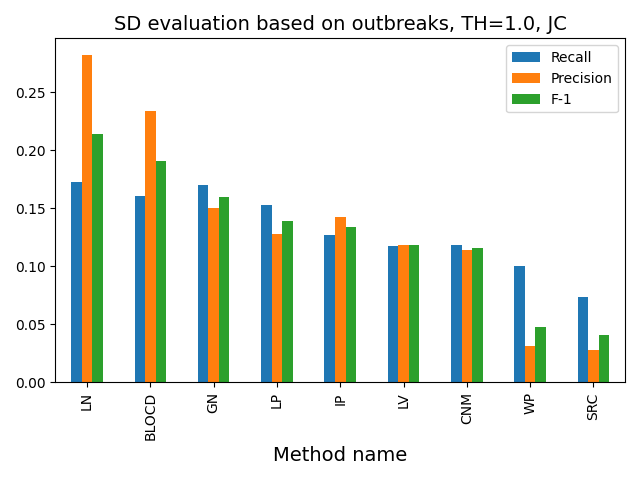 SD evaluation based on outbreaks, TH=1.0, JC
Recall
Precision
F-1
0.25
0.20
0.15
0.10
0.05
0.00
LN
BLOCD
GN
LP
IP
LV
CNM
WP
SRC
Method name